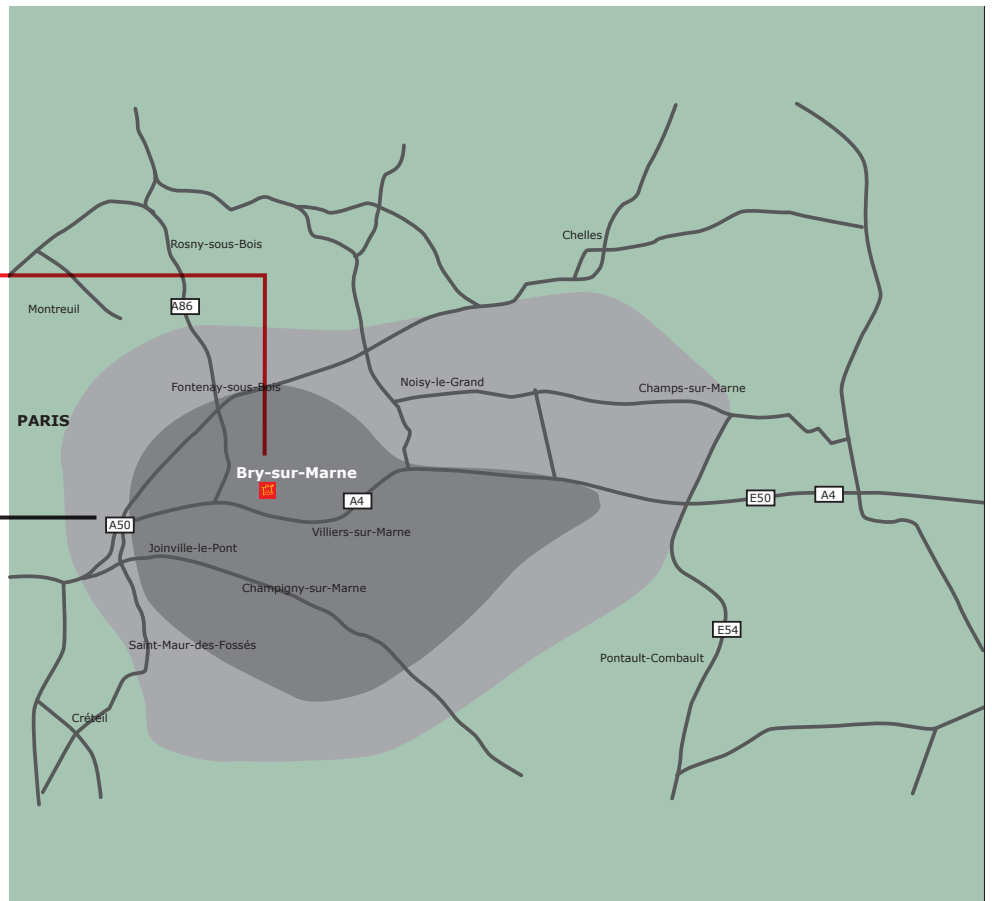 Chelles
Rosny-sous-Bois
A86
Montreuil
Fontenay-sous-Bois
Noisy-le-Grand
Champs-sur-Marne
PARIS
Bry-sur-Marne
A4
E50
A4
A50
Villiers-sur-Marne
Joinville-le-Pont
Champigny-sur-Marne
E54
Saint-Maur-des-Fossés
Pontault-Combault
Créteil